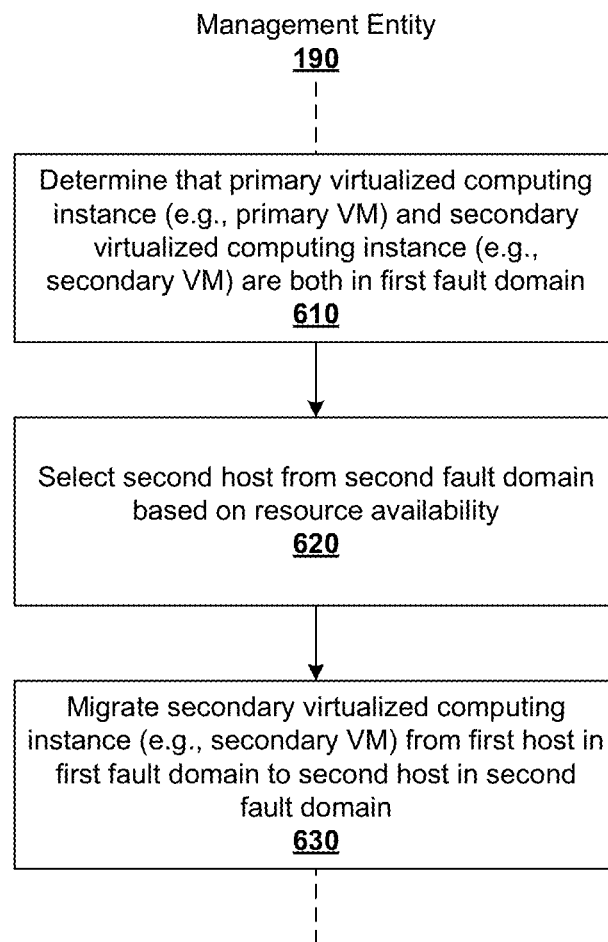 Management Entity
190
Determine that primary virtualized computing
instance (e.g., primary VM) and secondary
virtualized computing instance (e.g.,
secondary VM) are both in first fault domain
610
Select second host from second fault domain
based on resource availability
620
Migrate secondary virtualized computing
instance (e.g., secondary VM) from first host in
first fault domain to second host in second
fault domain
630